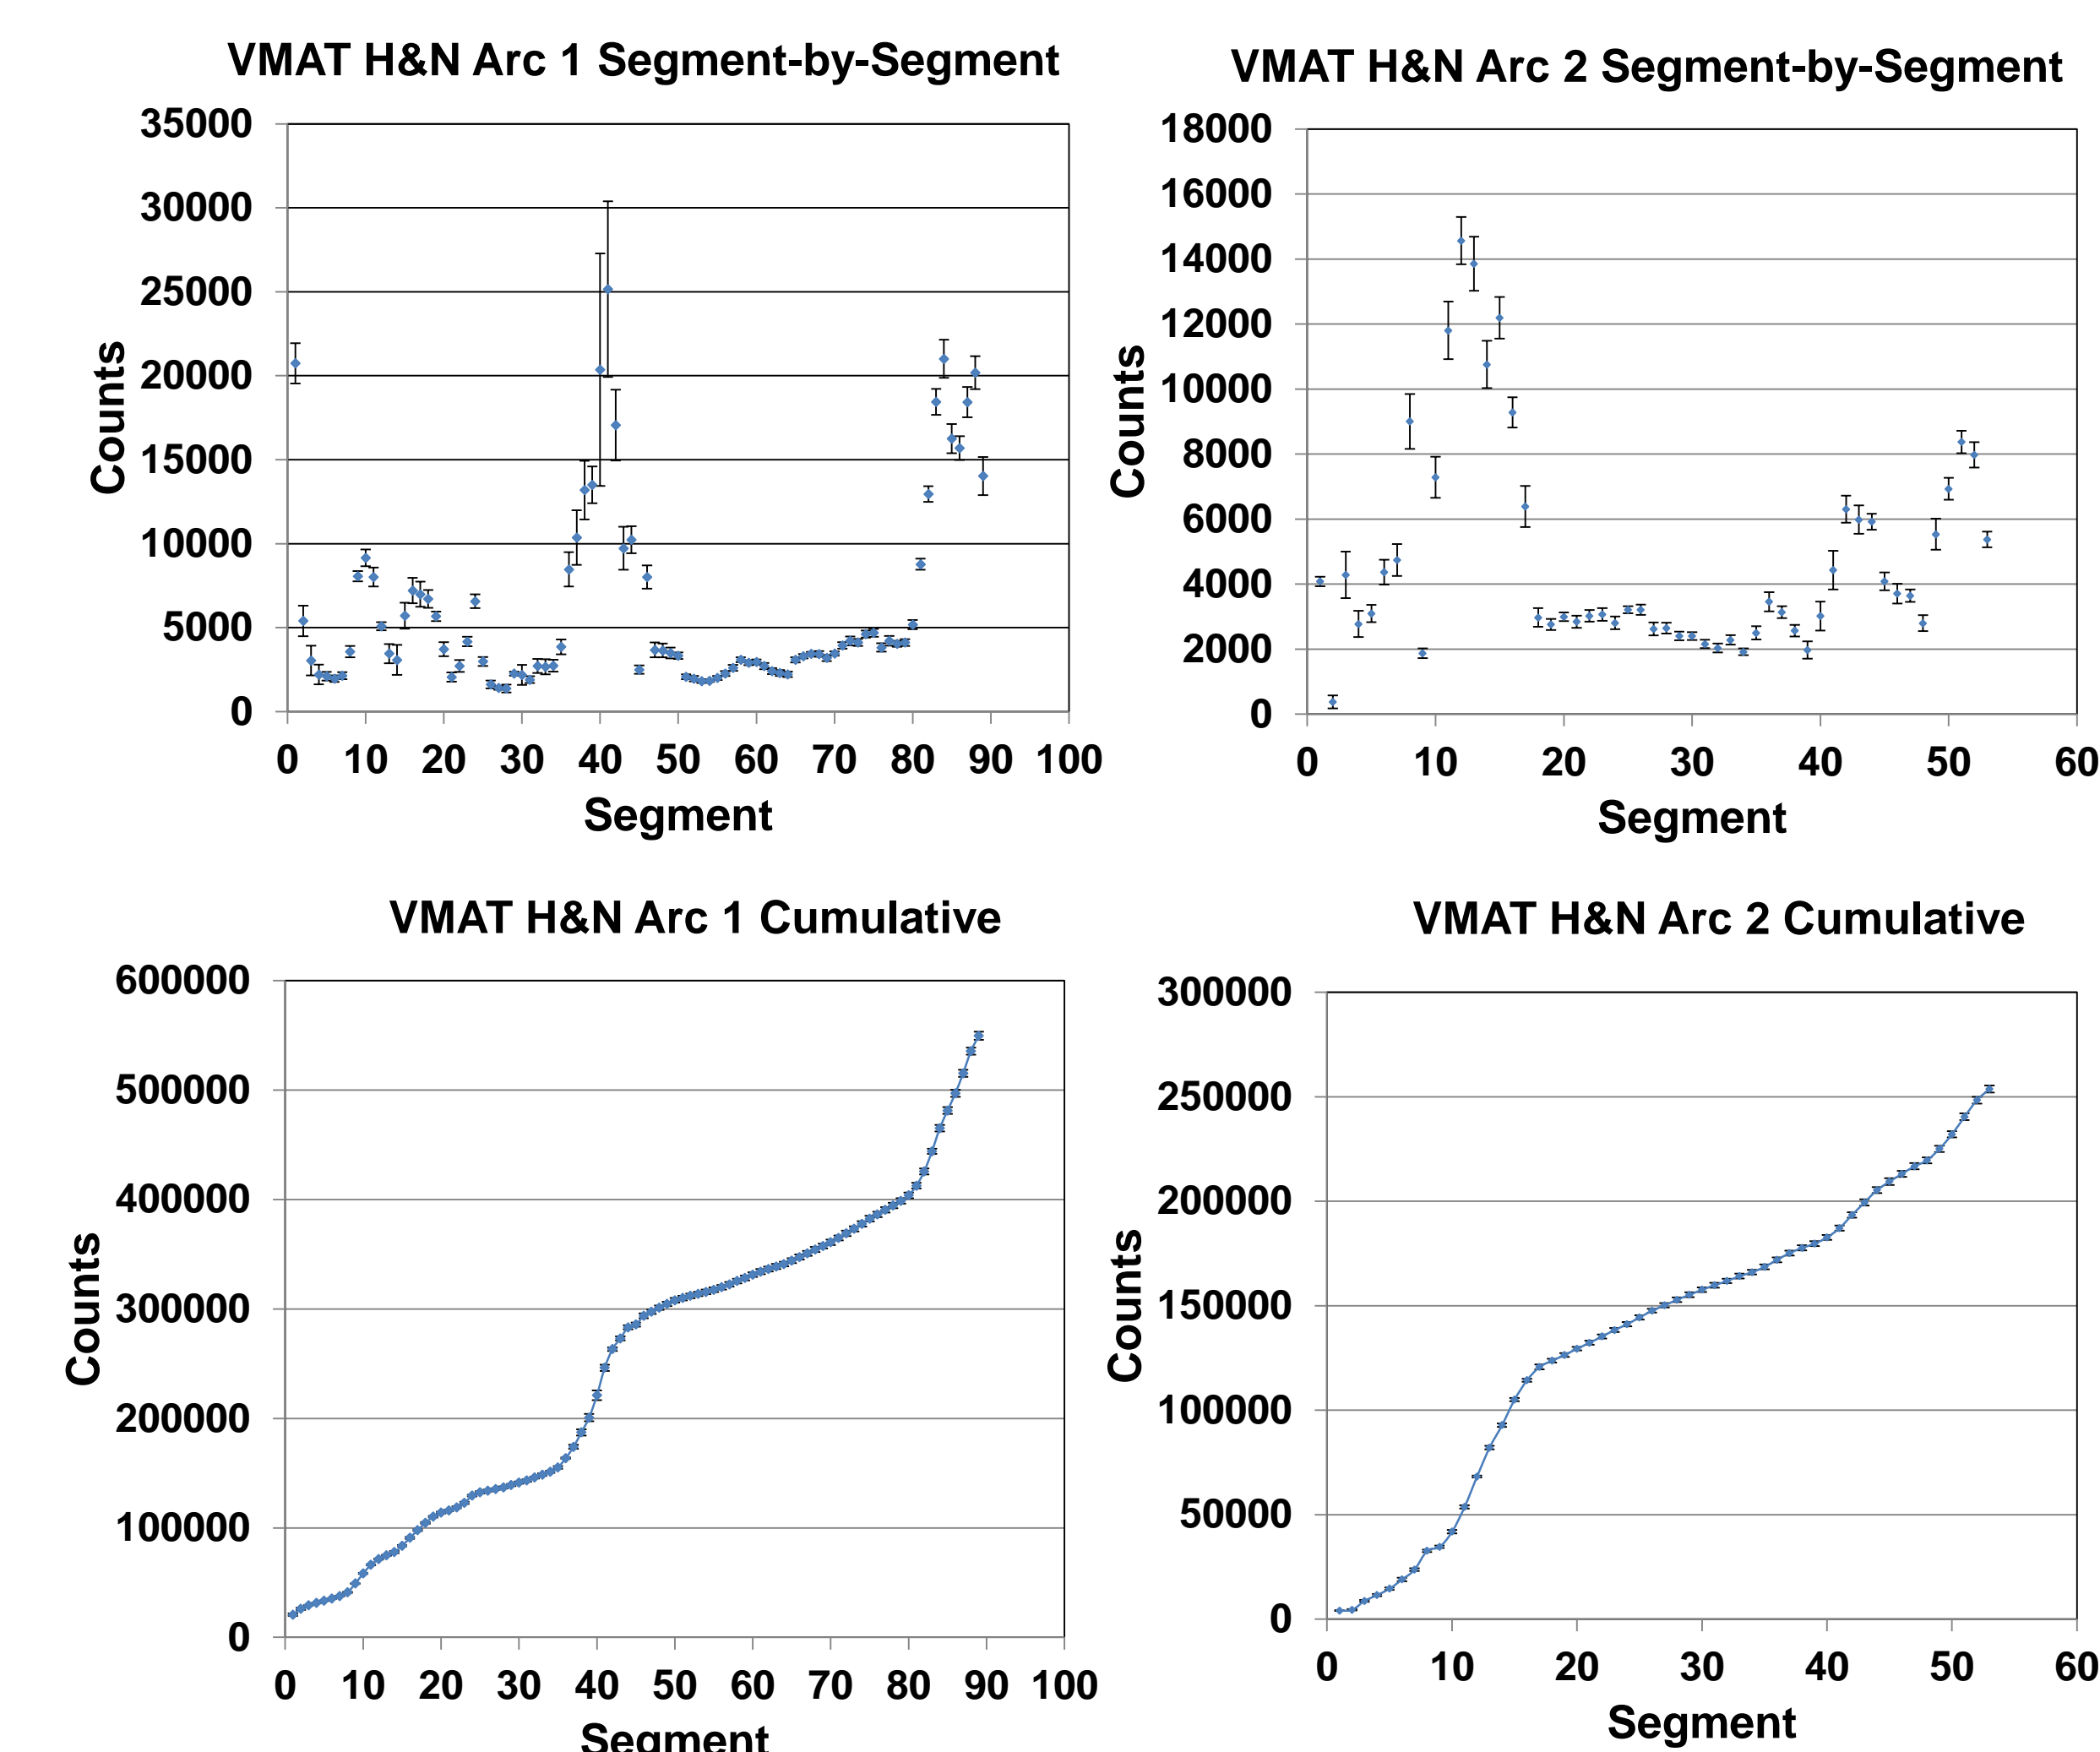 VMAT H&N Arc 1 Segment-by-Segment
35000
30000
25000
20000
15000
10000
5000
0
Counts
0 10 20 30 40 50 60 70 80 90 100
Segment
VMAT H&N Arc 2 Segment-by-Segment
18000
16000
14000
12000
10000
8000
6000
4000
2000
0
Counts
0 10 20 30 40 50 60
Segment
VMAT H&N Arc 1 Cumulative
600000
500000
400000
300000
200000
100000
0
Counts
0 10 20 30 40 50 60 70 80 90 100
Segment
VMAT H&N Arc 2 Cumulative
300000
250000
200000
150000
100000
50000
0
Counts
0 10 20 30 40 50 60
Segment